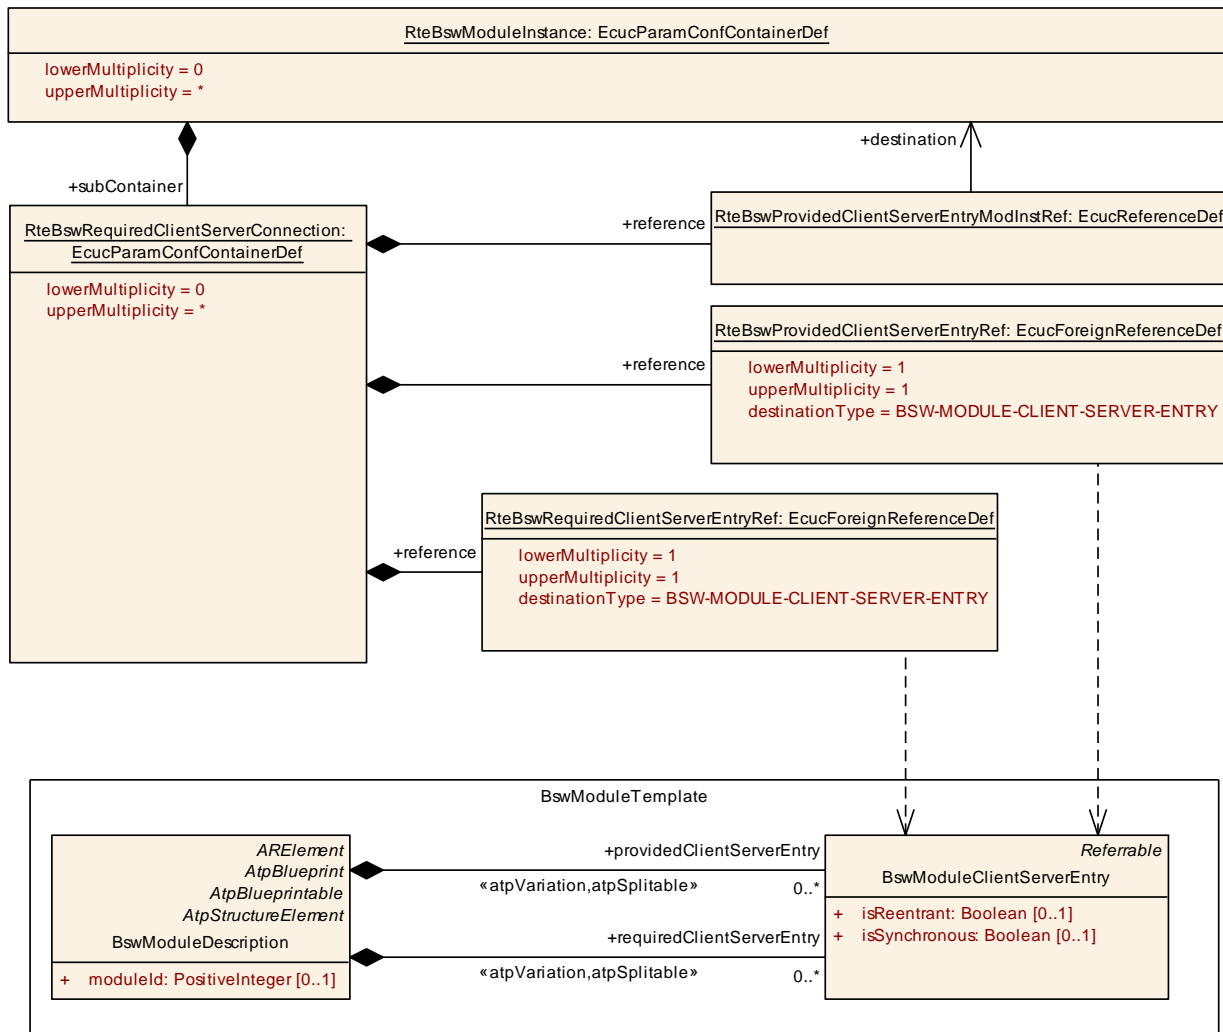 RteBswModuleInstance: EcucParamConfContainerDef
lowerMultiplicity = 0
upperMultiplicity = *
+destination
+subContainer
RteBswRequiredClientServerConnection:
EcucParamConfContainerDef
lowerMultiplicity = 0
upperMultiplicity = *
+reference
RteBswProvidedClientServerEntryModInstRef: EcucReferenceDef
+reference
RteBswProvidedClientServerEntryRef: EcucForeignReferenceDef
lowerMultiplicity = 1
upperMultiplicity = 1
destinationType = BSW-MODULE-CLIENT-SERVER-ENTRY
+reference
RteBswRequiredClientServerEntryRef: EcucForeignReferenceDef
lowerMultiplicity = 1
upperMultiplicity = 1
destinationType = BSW-MODULE-CLIENT-SERVER-ENTRY
BswModuleTemplate
ARElement
AtpBlueprint
AtpBlueprintable
AtpStructureElement
BswModuleDescription
+ moduleId: PositiveInteger [0..1]
+providedClientServerEntry
«atpVariation,atpSplitable» 0..*
+requiredClientServerEntry
«atpVariation,atpSplitable» 0..*
Referrable
BswModuleClientServerEntry
+ isReentrant: Boolean [0..1]
+ isSynchronous: Boolean [0..1]